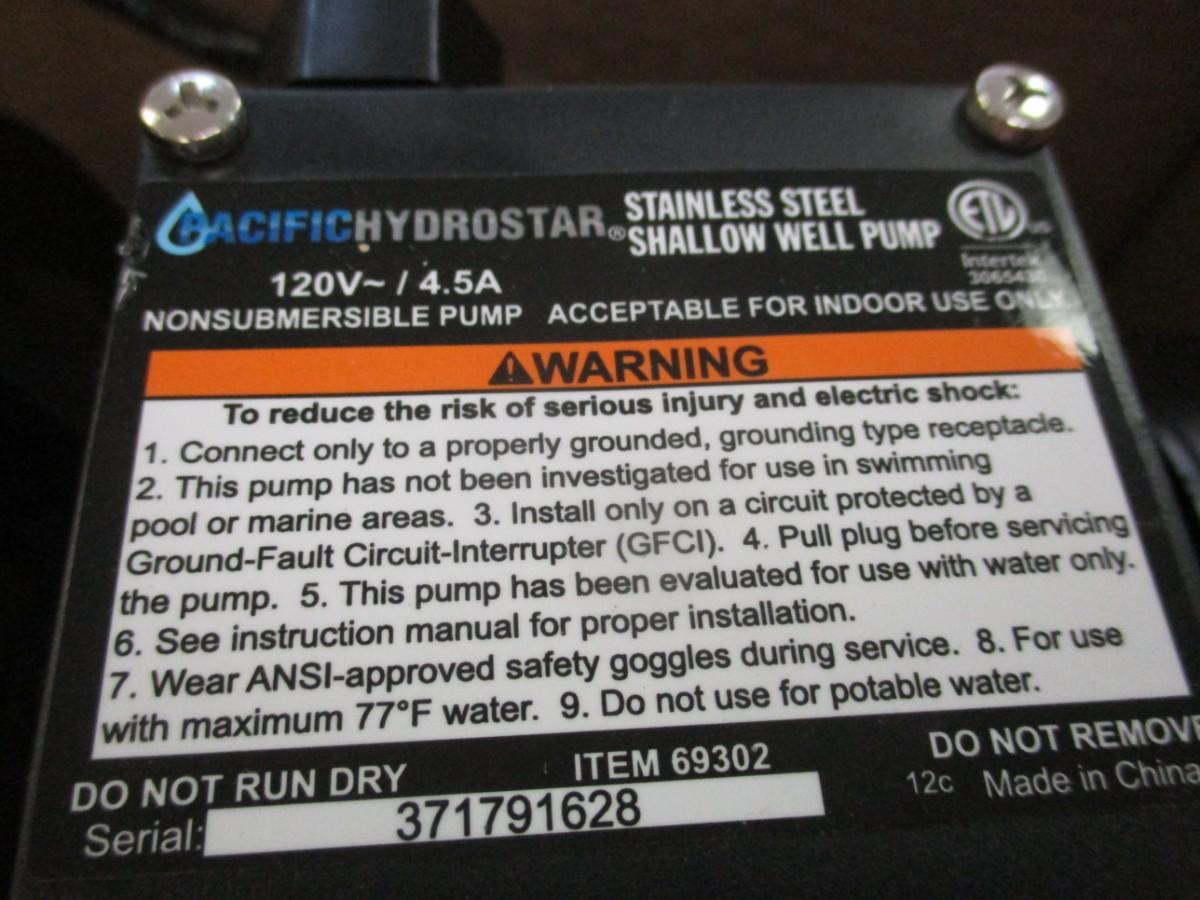 PACIFICHYDROSTAR® STAINLESS STEEL
SHALLOW WELL PUMP
ETL
US
Intertek
120V~ / 4.5A
NONSUBMERSIBLE PUMP ACCEPTABLE FOR INDOOR USE ONLY
WARNING
To reduce the risk of serious injury and electric shock:
1. Connect only to a properly grounded, grounding type receptacle.
2. This pump has not been investigated for use in swimming
pool or marine areas. 3. Install only on a circuit protected by a
Ground-Fault Circuit-Interrupter (GFCI). 4. Pull plug before servicing
the pump. 5. This pump has been evaluated for use with water only.
6. See instruction manual for proper installation.
7. Wear ANSI-approved safety goggles during service. 8. For use
with maximum 77°F water. 9. Do not use for potable water.
DO NOT RUN DRY ITEM 69302 DO NOT REMOVE
Serial: 371791628 12c Made in China